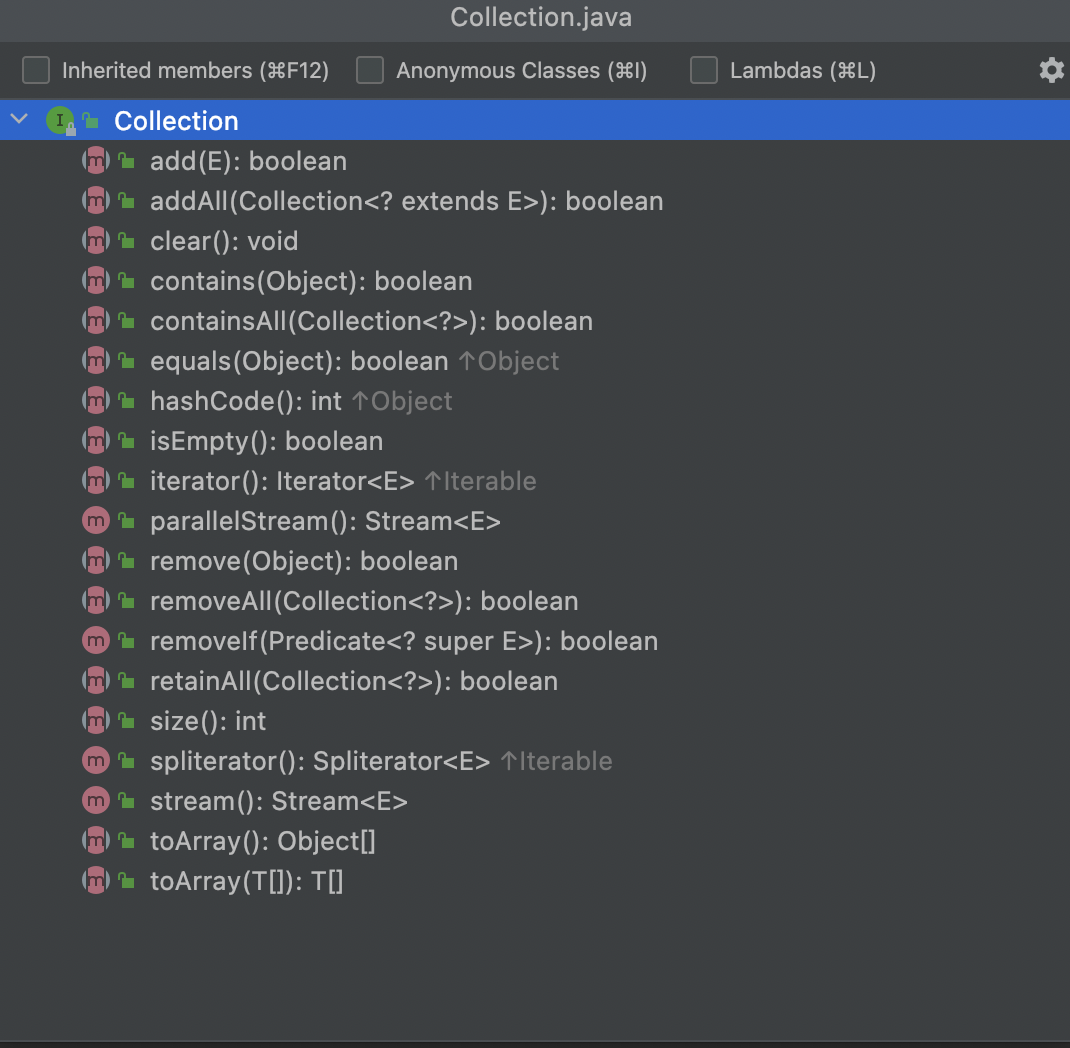 Collection.java
Inherited members (⌘F12) Anonymous Classes (⌘I) Lambdas (⌘L)
I Collection
m add(E): boolean
m addAll(Collection<? extends E>): boolean
m clear(): void
m contains(Object): boolean
m containsAll(Collection<?>): boolean
m equals(Object): boolean ↑Object
m hashCode(): int ↑Object
m isEmpty(): boolean
m iterator(): Iterator<E> ↑Iterable
m parallelStream(): Stream<E>
m remove(Object): boolean
m removeAll(Collection<?>): boolean
m removeIf(Predicate<? super E>): boolean
m retainAll(Collection<?>): boolean
m size(): int
m spliterator(): Spliterator<E> ↑Iterable
m stream(): Stream<E>
m toArray(): Object[]
m toArray(T[]): T[]